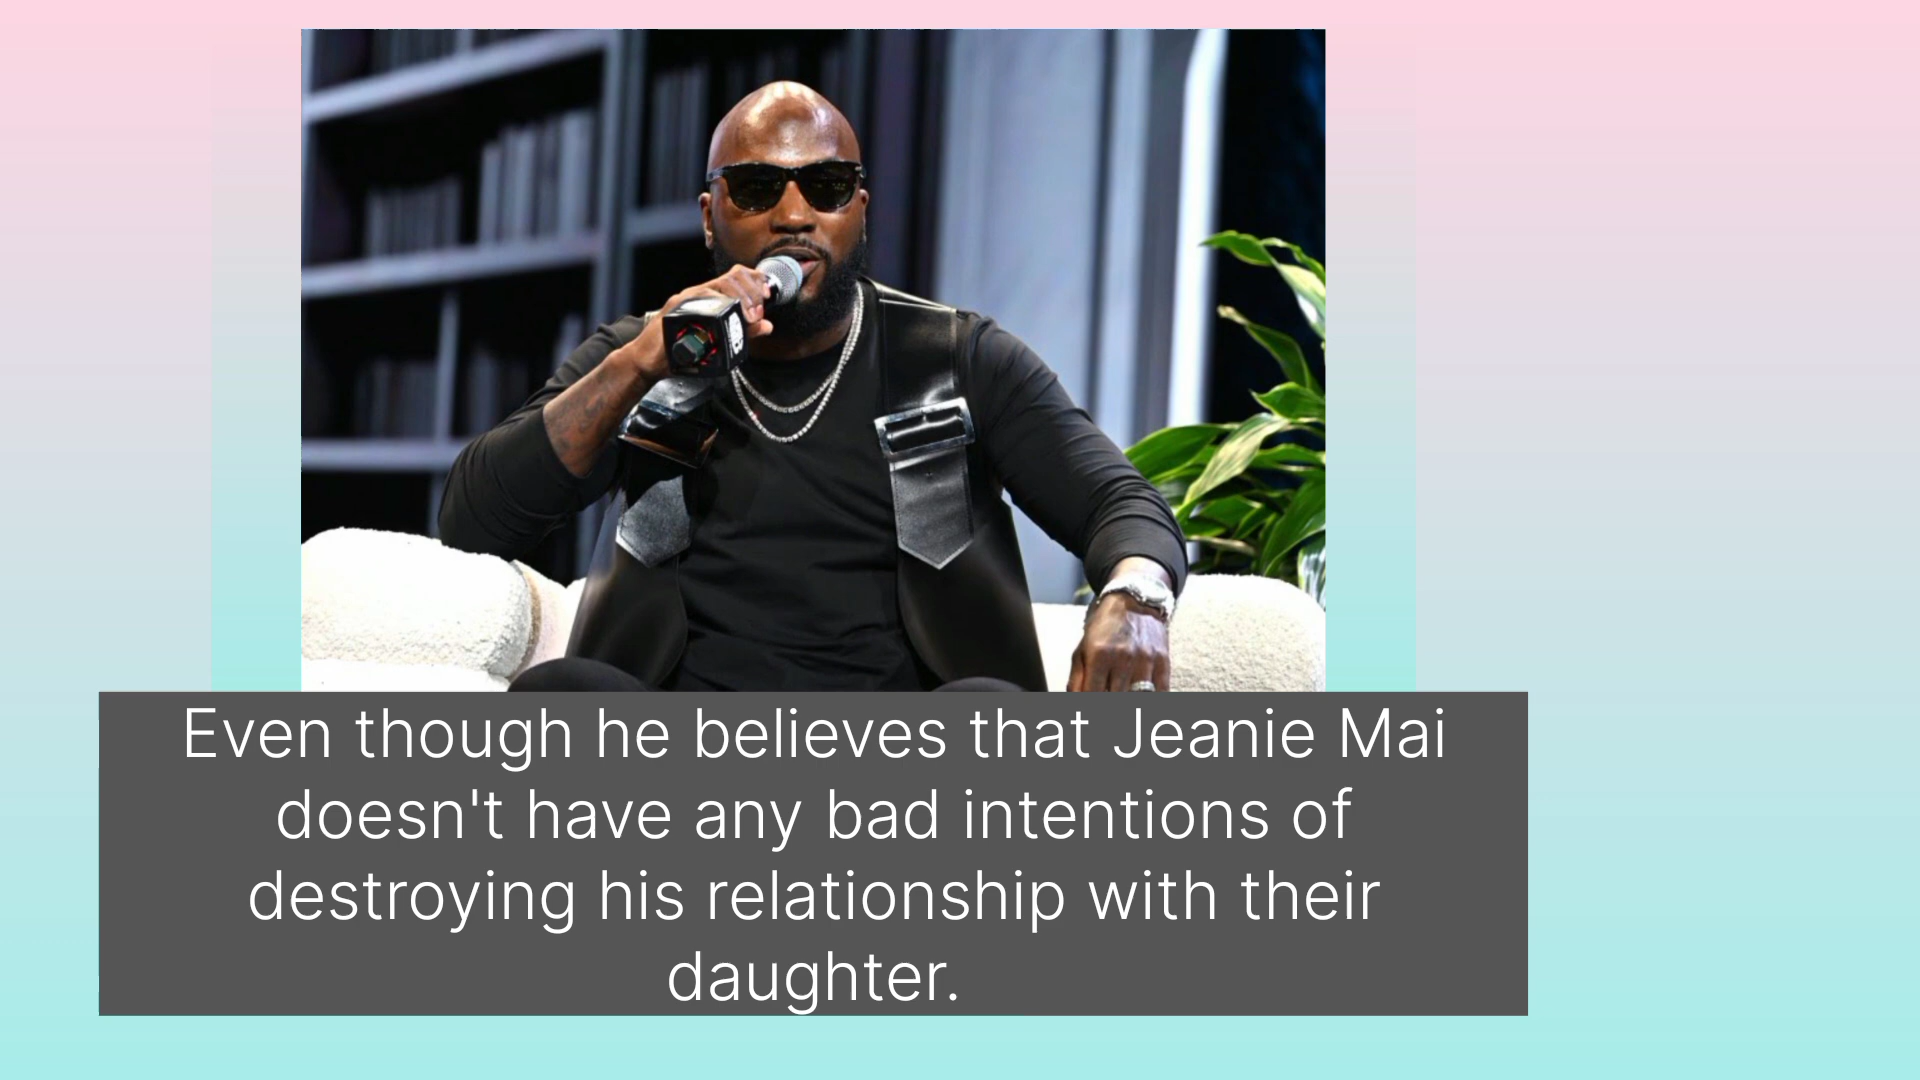 Even though he believes that Jeanie Mai
doesn't have any bad intentions of
destroying his relationship with their
daughter.